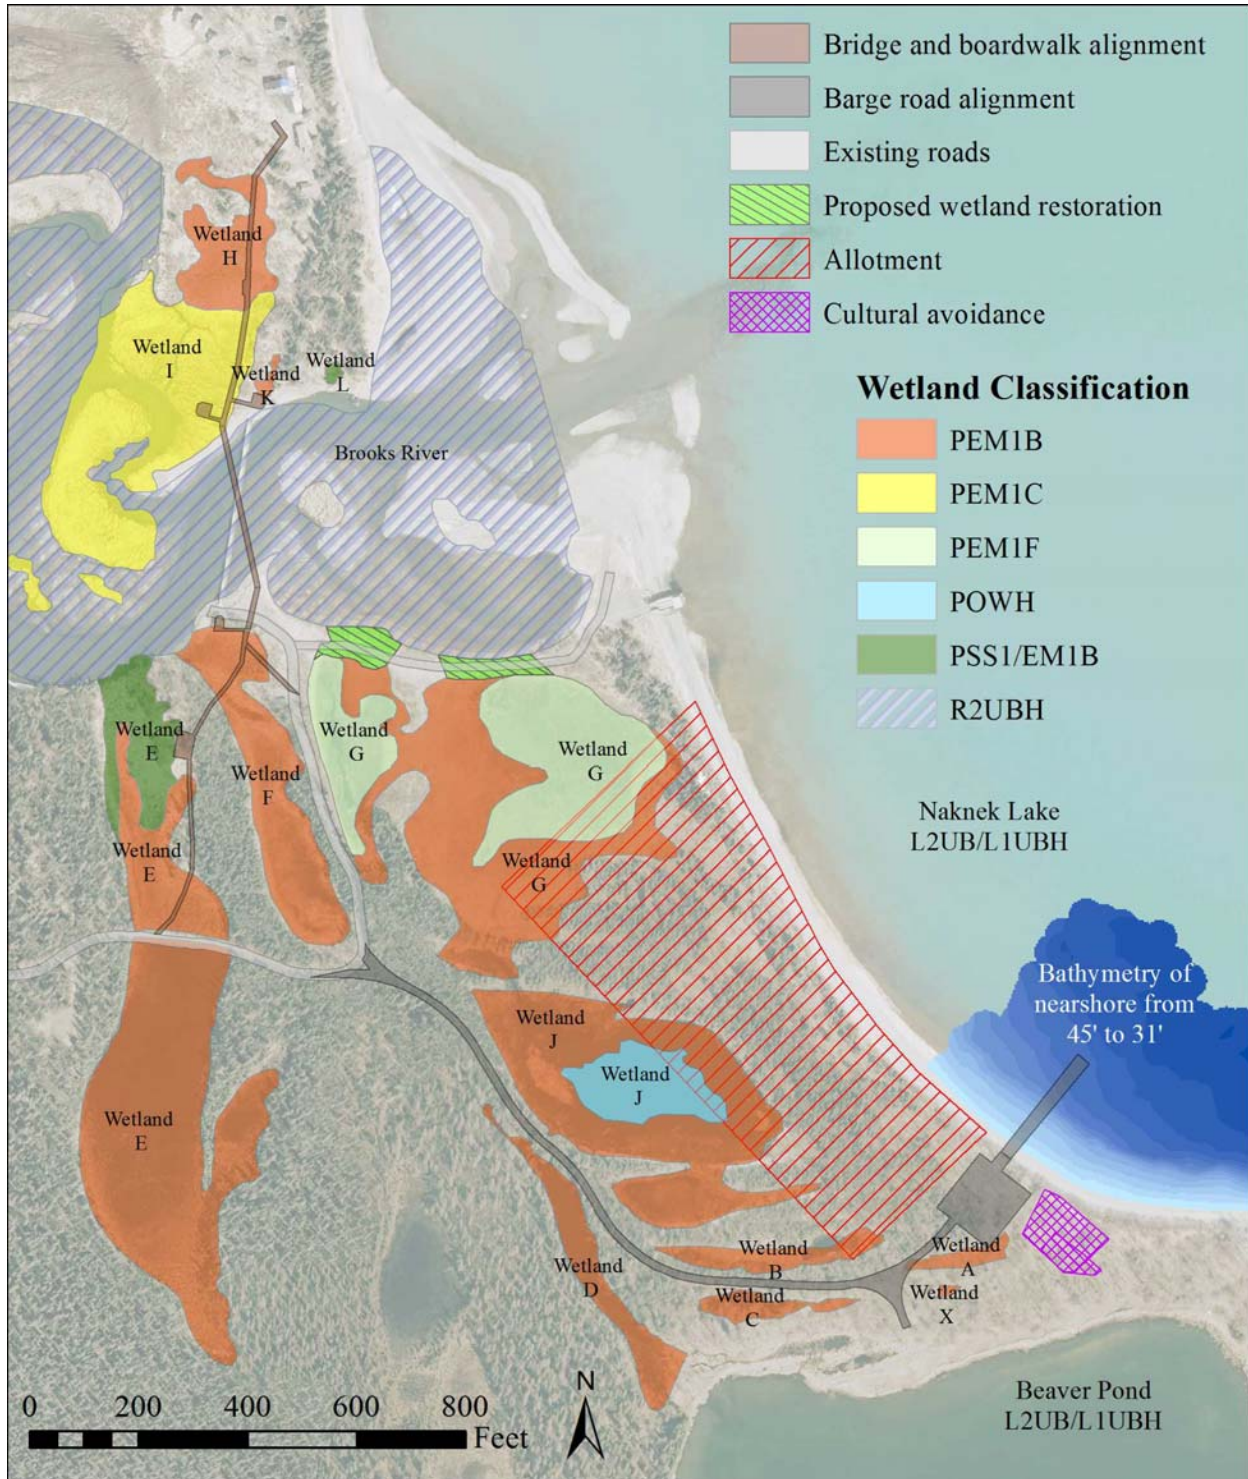 Bridge and boardwalk alignment
Barge road alignment
Existing roads
Proposed wetland restoration
Allotment
Cultural avoidance
Wetland Classification
PEM1B
PEM1C
PEM1F
POWH
PSS1/EM1B
R2UBH
Wetland
H
Wetland
I
Wetland
K
Wetland
L
Brooks River
Wetland
E
Wetland
F
Wetland
G
Wetland
G
Wetland
E
Wetland
G
Naknek Lake
L2UB/L1UBH
Bathymetry of
nearshore from
45' to 31'
Wetland
J
Wetland
J
Wetland
E
Wetland
D
Wetland
B
Wetland
A
Wetland
C
Wetland
X
Beaver Pond
L2UB/L1UBH
N
0 200 400 600 800
Feet